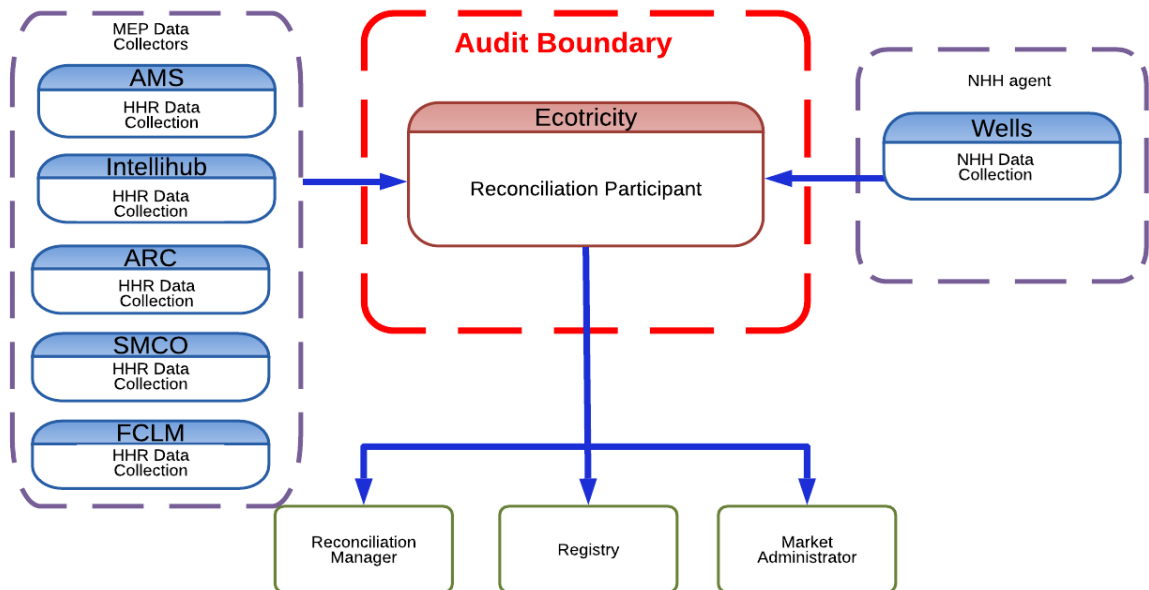 MEP Data
Collectors
AMS
HHR Data
Collection
Intellihub
HHR Data
Collection
ARC
HHR Data
Collection
SMCO
HHR Data
Collection
FCLM
HHR Data
Collection
Audit Boundary
Ecotricity
Reconciliation Participant
NHH agent
Wells
NHH Data
Collection
Reconciliation
Manager
Registry
Market
Administrator